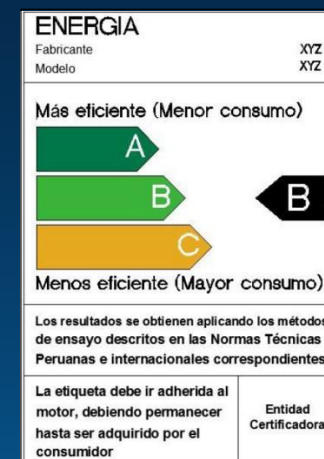 ENERGIA
Fabricante XYZ
Modelo XYZ
Más eficiente (Menor consumo)
A
B B
C
Menos eficiente (Mayor consumo)
Los resultados se obtienen aplicando los métodos
de ensayo descritos en las Normas Técnicas
Peruanas e internacionales correspondientes
La etiqueta debe ir adherida al
motor, debiendo permanecer
hasta ser adquirido por el
consumidor
Entidad
Certificadora